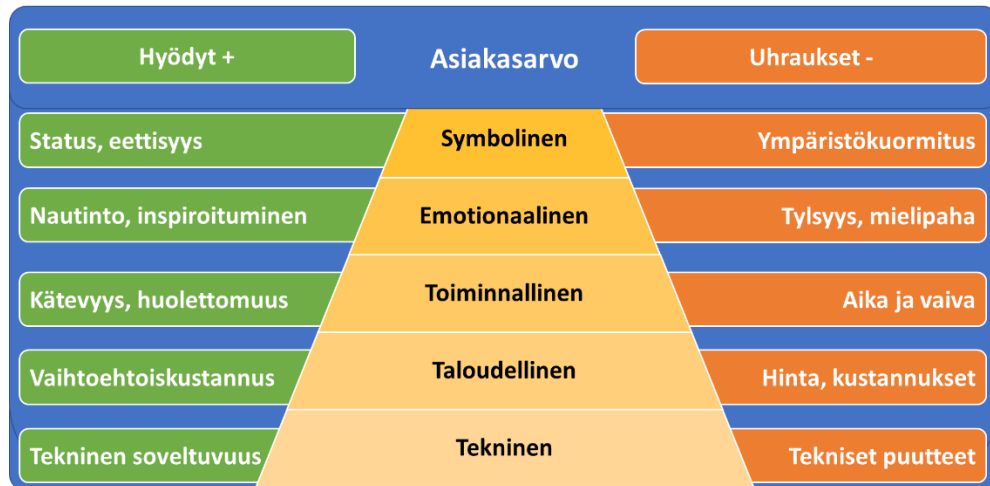 Hyödyt +
Asiakasarvo
Uhraukset -
Status, eettisyys
Symbolinen
Ympäristökuormitus
Nautinto, inspiroituminen
Emotionaalinen
Tylsyys, mielipaha
Kätevyys, huolettomuus
Toiminnallinen
Aika ja vaiva
Vaihtoehtoiskustannus
Taloudellinen
Hinta, kustannukset
Tekninen soveltuvuus
Tekninen
Tekniset puutteet